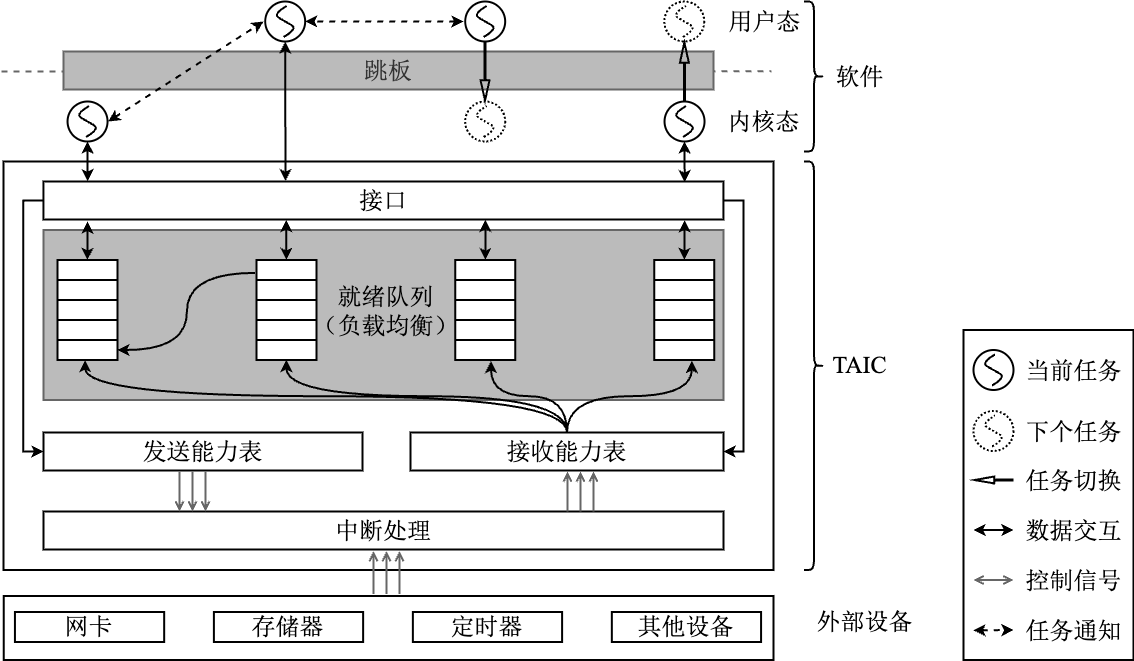 用户态
跳板
软件
内核态
接口
就绪队列
（负载均衡）
TAIC
发送能力表
接收能力表
中断处理
网卡
存储器
定时器
其他设备
外部设备
当前任务
下个任务
任务切换
数据交互
控制信号
任务通知